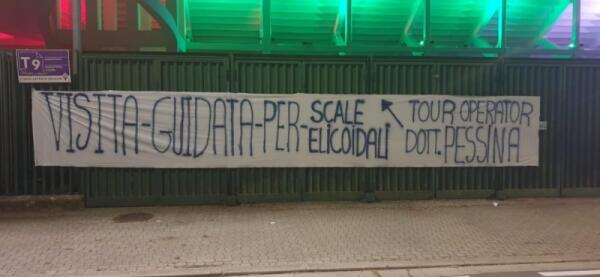 T9
VISITA-GUIDATA-PER-SCALE ELICOIDALI
TOUR OPERATOR
DOTT. PESSINA